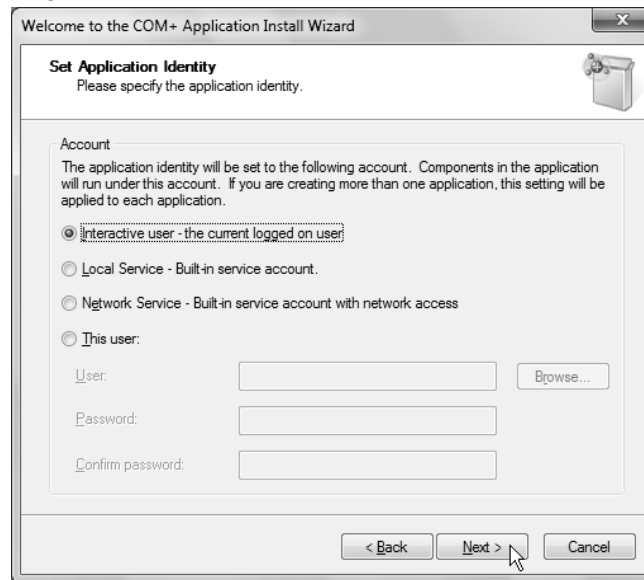 Welcome to the COM+ Application Install Wizard
Set Application Identity
Please specify the application identity.
Account
The application identity will be set to the following account. Components in the application
will run under this account. If you are creating more than one application, this setting will be
applied to each application.
Interactive user - the current logged on user
Local Service - Built-in service account.
Network Service - Built-in service account with network access
This user:
User:
Browse...
Password:
Confirm password:
< Back
Next >
Cancel